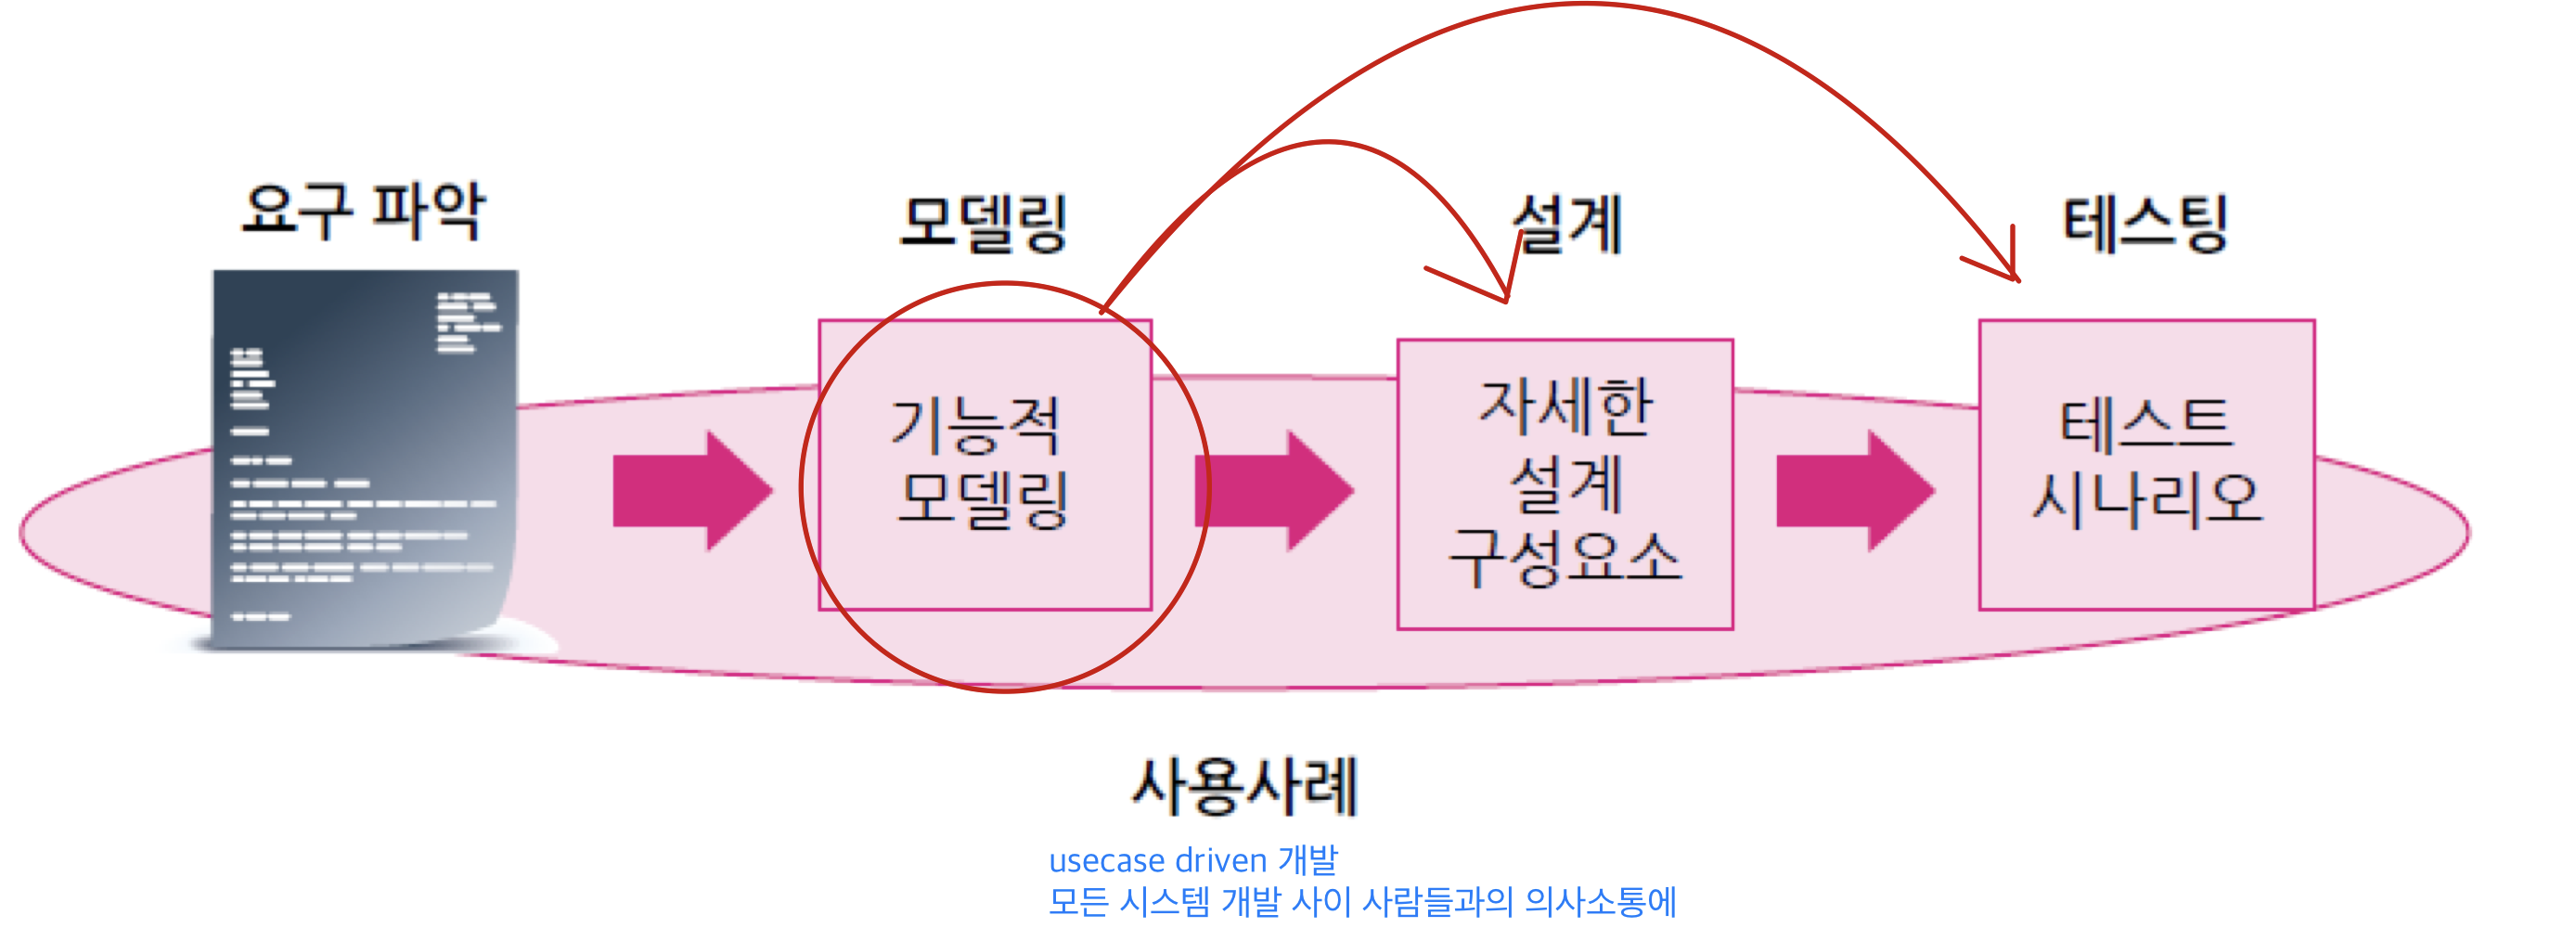 요구 파악
모델링
설계
테스팅
기능적
모델링
자세한
설계
구성요소
테스트
시나리오
사용사례
usecase driven 개발
모든 시스템 개발 사이 사람들과의 의사소통에